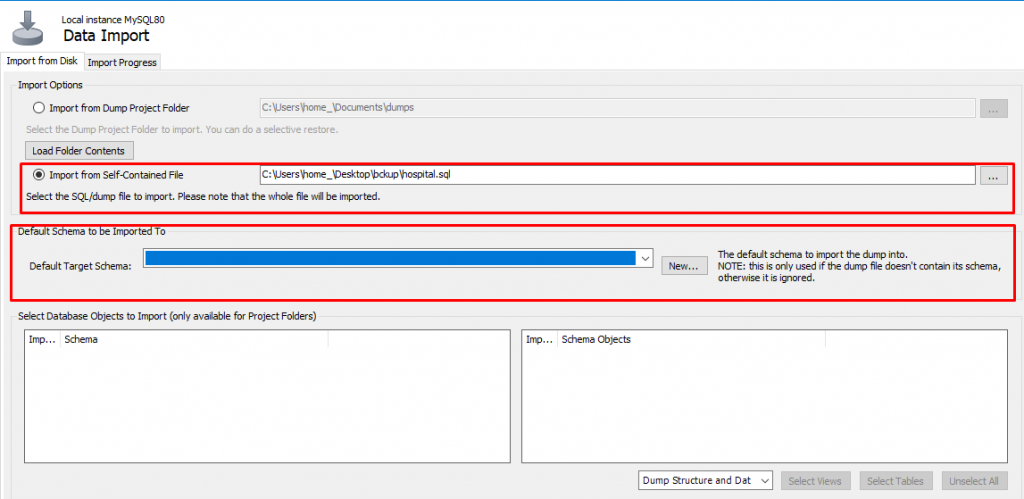 Local instance MySQL80
Data Import
Import from Disk Import Progress
Import Options
Import from Dump Project Folder C:\Users\home_\Documents\dumps ...
Select the Dump Project Folder to import. You can do a selective restore.
Load Folder Contents
Import from Self-Contained File C:\Users\home_\Desktop\bckup\hospital.sql ...
Select the SQL/dump file to import. Please note that the whole file will be imported.
Default Schema to be Imported To
Default Target Schema: New... The default schema to import the dump into.
NOTE: this is only used if the dump file doesn't contain its schema,
otherwise it is ignored.
Select Database Objects to Import (only available for Project Folders)
Imp... Schema Imp... Schema Objects
Dump Structure and Dat Select Views Select Tables Unselect All